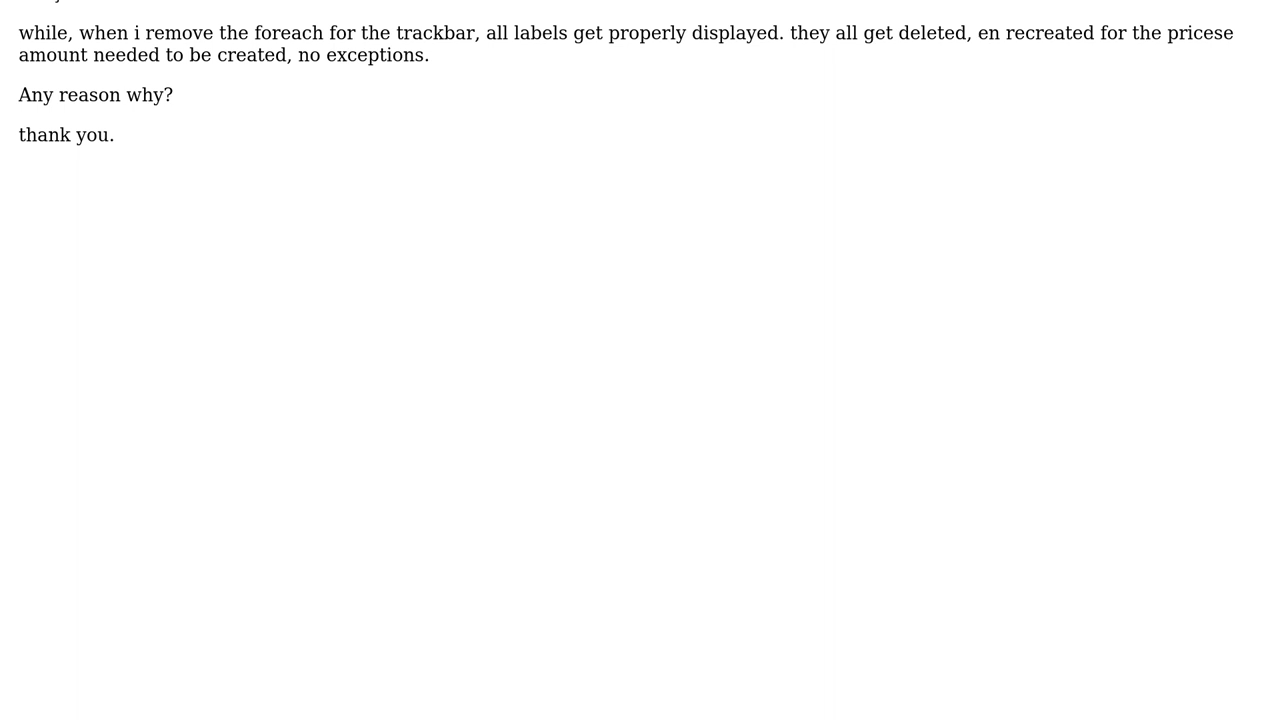 while, when i remove the foreach for the trackbar, all labels get properly displayed. they all get deleted, en recreated for the pricese
amount needed to be created, no exceptions.
Any reason why?
thank you.